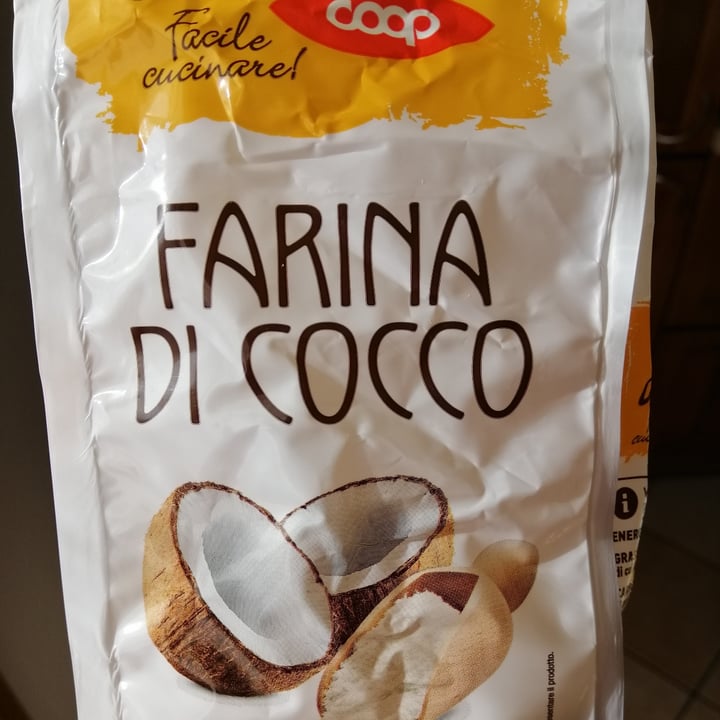 Facile
cucinare!
coop
FARINA
DI COCCO